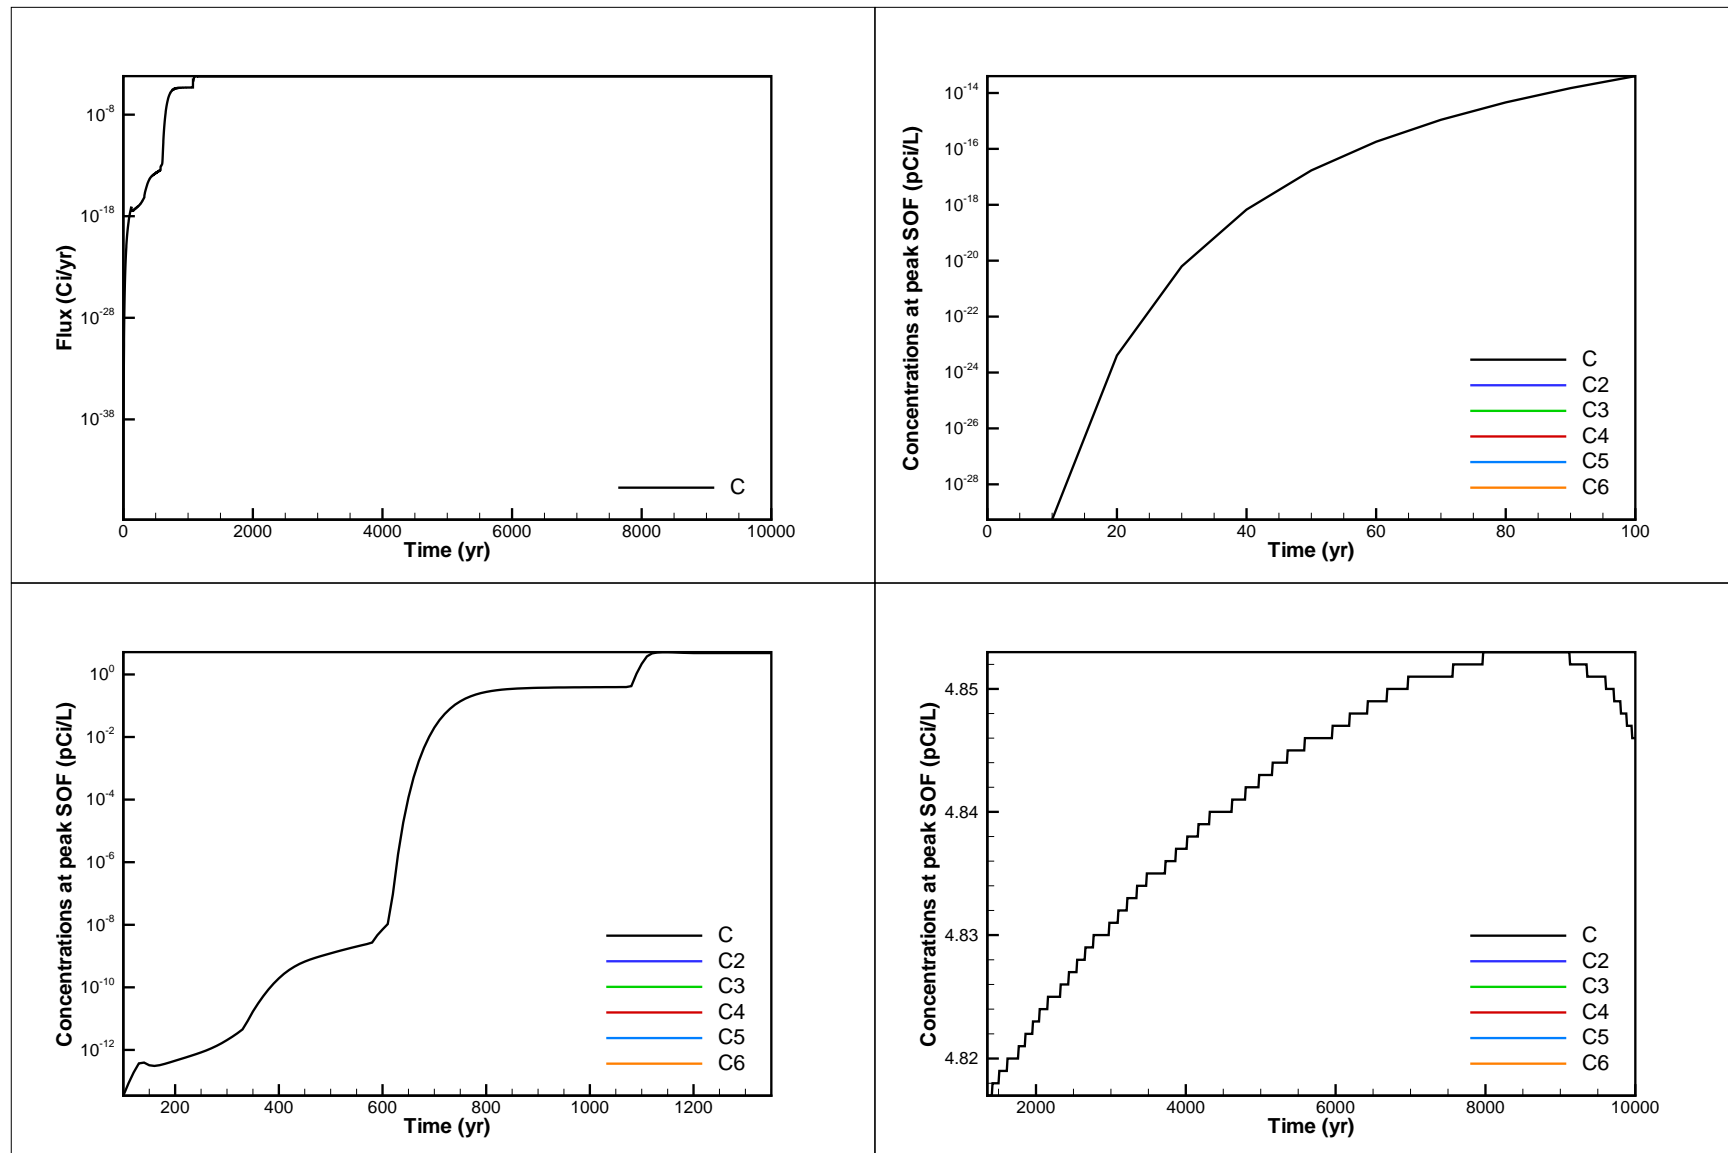 Flux (Ci/yr)
10^-8
10^-18
10^-28
10^-38
0 2000 4000 6000 8000 10000
Time (yr)
C
Concentrations at peak SOF (pCi/L)
10^-14
10^-16
10^-18
10^-20
10^-22
10^-24
10^-26
10^-28
0 20 40 60 80 100
Time (yr)
C
C2
C3
C4
C5
C6
Concentrations at peak SOF (pCi/L)
10^0
10^-2
10^-4
10^-6
10^-8
10^-10
10^-12
200 400 600 800 1000 1200
Time (yr)
C
C2
C3
C4
C5
C6
Concentrations at peak SOF (pCi/L)
4.85
4.84
4.83
4.82
2000 4000 6000 8000 10000
Time (yr)
C
C2
C3
C4
C5
C6